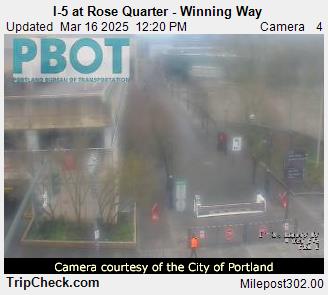 I-5 at Rose Quarter - Winning Way
Updated Mar 16 2025 12:20 PM Camera 4
PBOT
PORTLAND BUREAU OF TRANSPORTATION
Camera courtesy of the City of Portland
TripCheck.com Milepost302.00